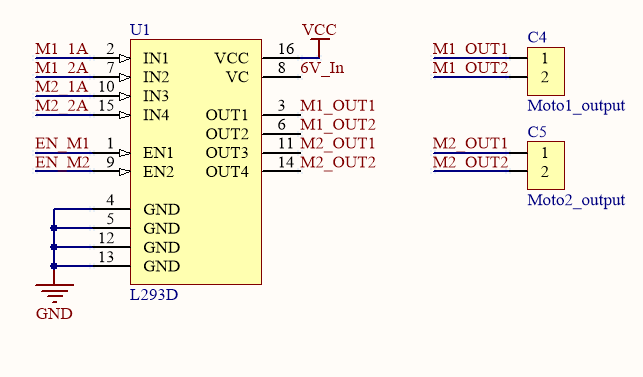 U1
VCC
C4
M1_1A 2 IN1 VCC 16
M1_2A 7 IN2 VC 8 6V_In
M2_1A 10 IN3
M2_2A 15 IN4 OUT1 3 M1_OUT1
OUT2 6 M1_OUT2
EN_M1 1 EN1 OUT3 11 M2_OUT1
EN_M2 9 EN2 OUT4 14 M2_OUT2
4 GND
5 GND
12 GND
13 GND
L293D
GND
M1_OUT1 1
M1_OUT2 2
Moto1_output
C5
M2_OUT1 1
M2_OUT2 2
Moto2_output